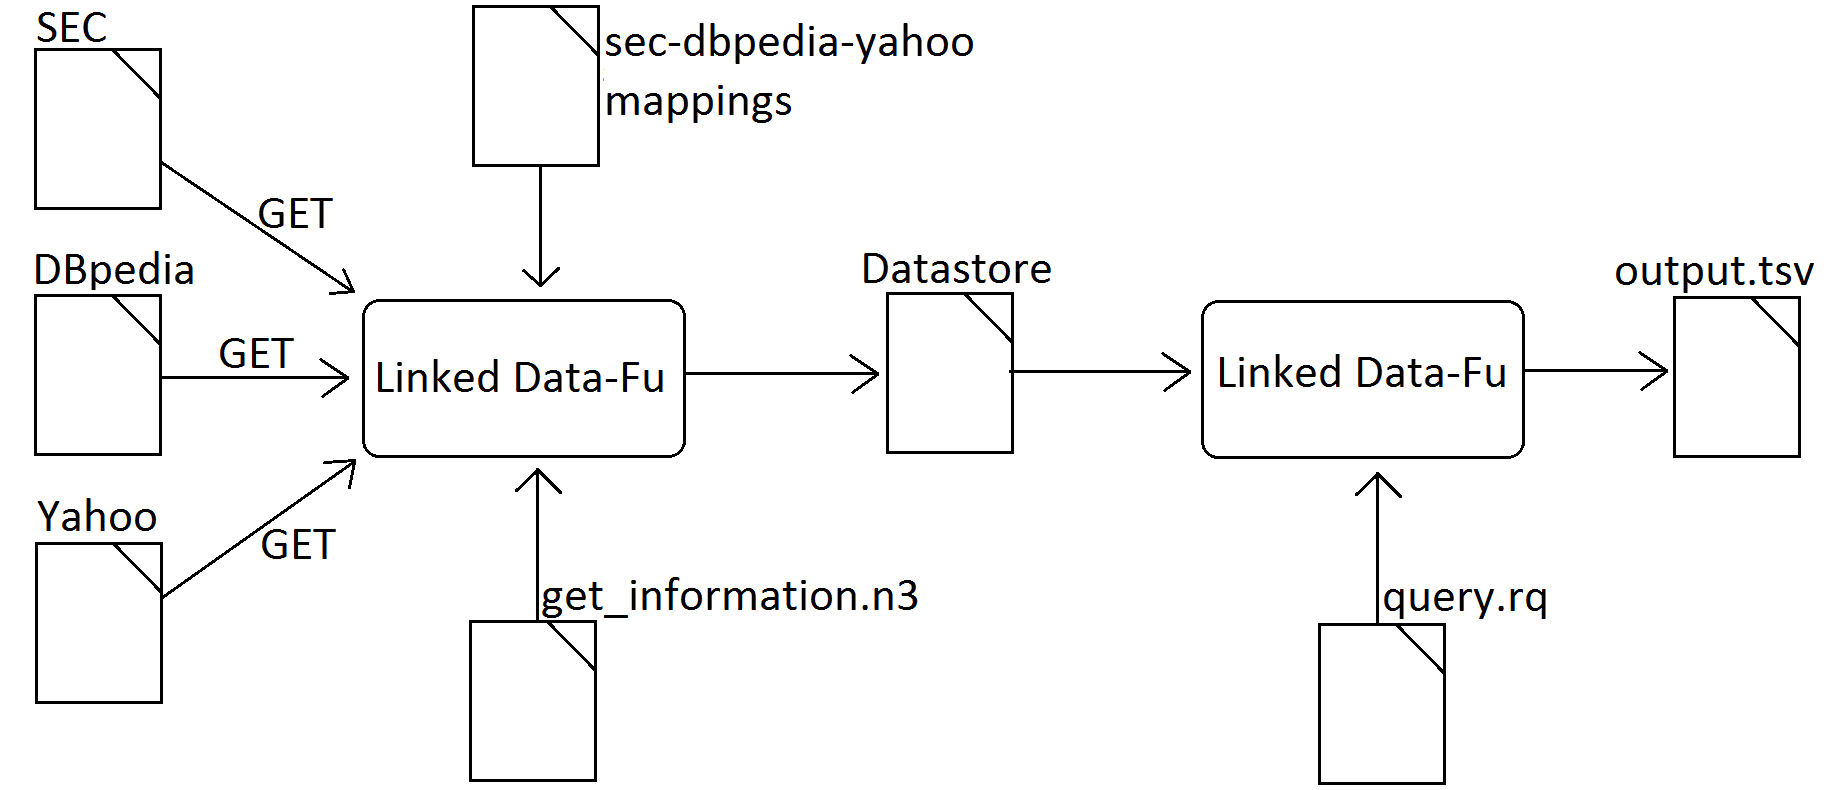 SEC
sec-dbpedia-yahoo
mappings
GET
DBpedia
GET
Yahoo
GET
Linked Data-Fu
get_information.n3
Datastore
Linked Data-Fu
query.rq
output.tsv